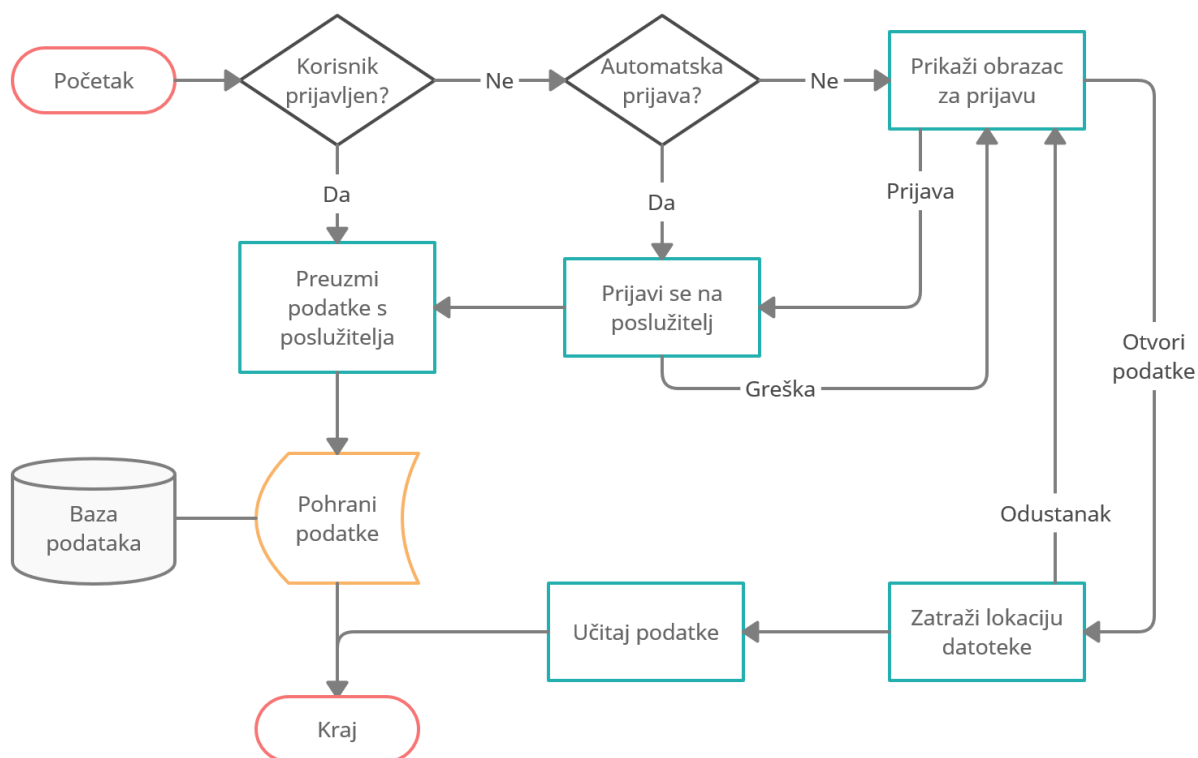 Početak
Korisnik
prijavljen?
Ne
Automatska
prijava?
Ne
Prikaži obrazac
za prijavu
Da
Da
Prijava
Preuzmi
podatke s
poslužitelja
Prijavi se na
poslužitelj
Greška
Otvori
podatke
Baza
podataka
Pohrani
podatke
Odustanak
Učitaj podatke
Zatraži lokaciju
datoteke
Kraj